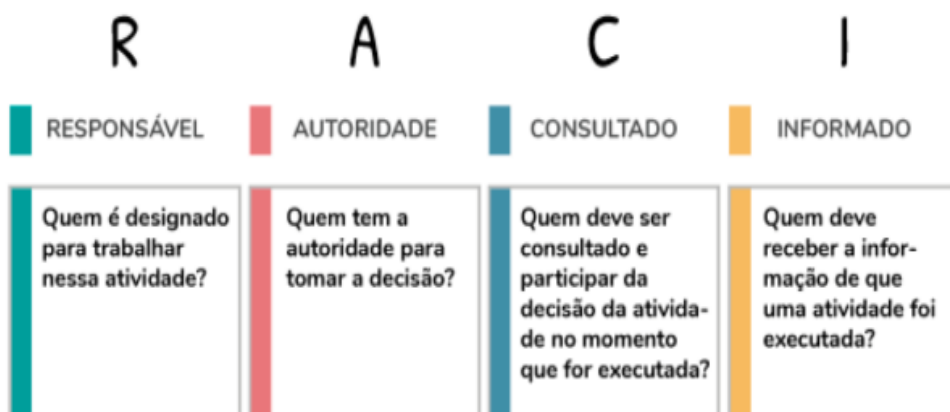 R
A
C
I
RESPONSÁVEL
AUTORIDADE
CONSULTADO
INFORMADO
Quem é designado
para trabalhar
nessa atividade?
Quem tem a
autoridade para
tomar a decisão?
Quem deve ser
consultado e
participar da
decisão da ativida-
de no momento
que for executada?
Quem deve
receber a infor-
mação de que
uma atividade foi
executada?